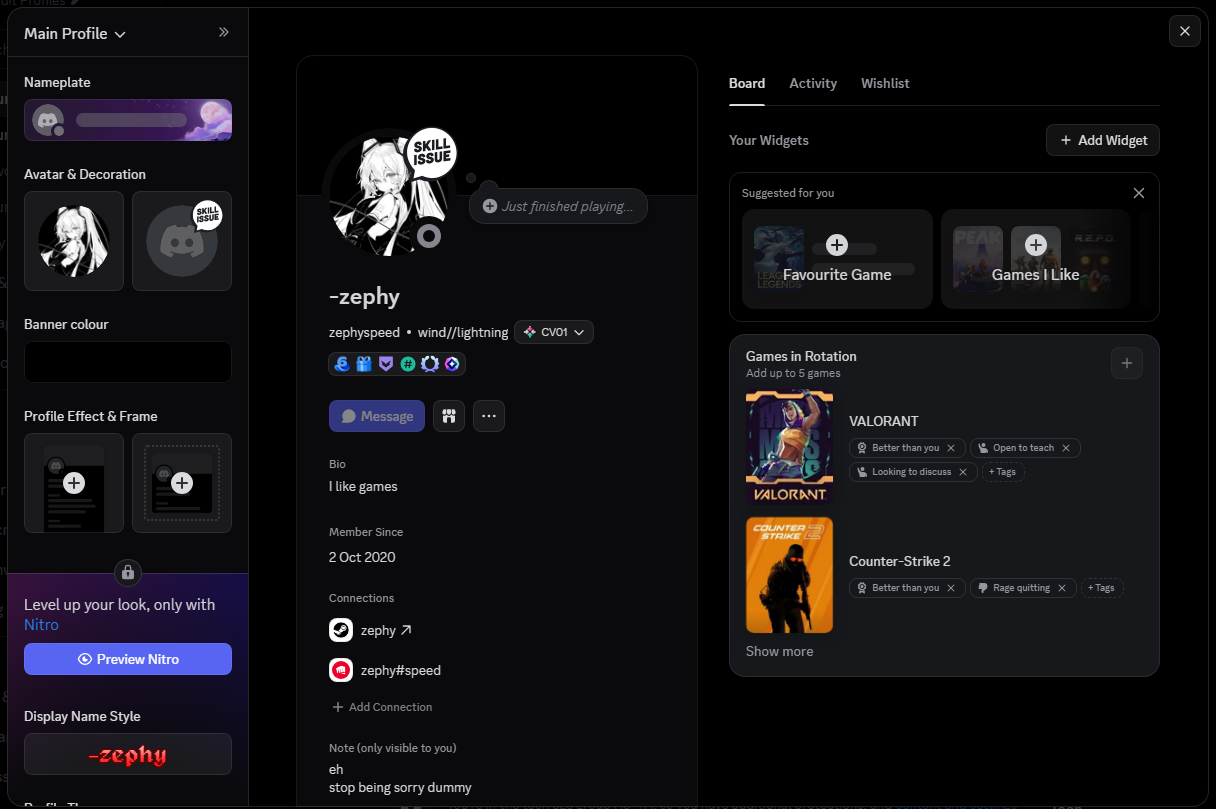 Main Profile
Nameplate
Avatar & Decoration
SKILL
ISSUE
Banner colour
Profile Effect & Frame
Level up your look, only with
Nitro
Preview Nitro
Display Name Style
-zephy
SKILL
ISSUE
Just finished playing...
-zephy
zephyspeed • wind//lightning CV01
Message
Bio
I like games
Member Since
2 Oct 2020
Connections
zephy
zephy#speed
Add Connection
Note (only visible to you)
eh
stop being sorry dummy
Board Activity Wishlist
Your Widgets
+ Add Widget
Suggested for you
LEAGUE
LEGENDS
Favourite Game
PEAK
R.E.P.O.
Games I Like
Games in Rotation
Add up to 5 games
VALORANT
VALORANT
Better than you Open to teach
Looking to discuss + Tags
COUNTER
STRIKE 2
Counter-Strike 2
Better than you Rage quitting + Tags
Show more